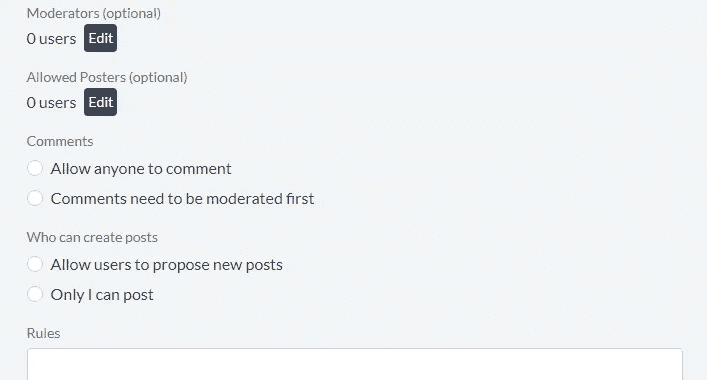 Moderators (optional)
0 users Edit
Allowed Posters (optional)
0 users Edit
Comments
Allow anyone to comment
Comments need to be moderated first
Who can create posts
Allow users to propose new posts
Only I can post
Rules